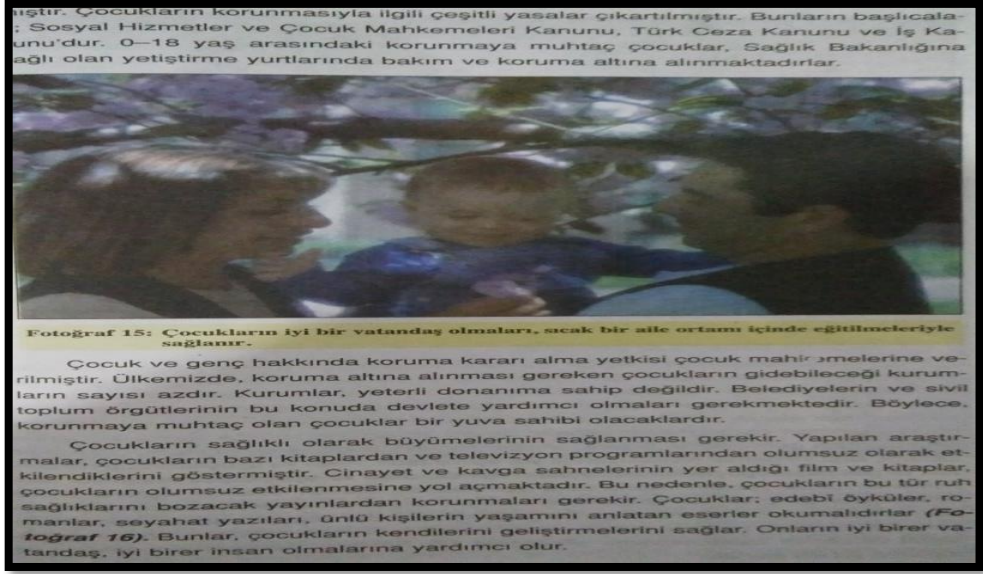 mıştır. Çocukların korunmasıyla ilgili çeşitli yasalar çıkartılmıştır. Bunların başlıcala-
; Sosyal Hizmetler ve Çocuk Mahkemeleri Kanunu, Türk Ceza Kanunu ve İş Ka-
unu'dur. 0–18 yaş arasındaki korunmaya muhtaç çocuklar, Sağlık Bakanlığına
ağlı olan yetiştirme yurtlarında bakım ve koruma altına alınmaktadırlar.
Fotoğraf 15: Çocukların iyi bir vatandaş olmaları, sıcak bir aile ortamı içinde eğitilmeleriyle
sağlanır.
Çocuk ve genç hakkında koruma kararı alma yetkisi çocuk ve-
rilmiştir. Ülkemizde, koruma altına alınması gereken çocukların gidebileceği kurum-
ların sayısı azdır. Kurumlar, yeterli donanıma sahip değildir. Belediyelerin ve sivil
toplum örgütlerinin bu konuda devlete yardımcı olmaları gerekmektedir. Böylece,
korunmaya muhtaç olan çocuklar bir yuva sahibi olacaklardır.
Çocukların sağlıklı olarak büyümelerinin sağlanması gerekir. Yapılan araştır-
malar, çocukların bazı kitaplardan ve televizyon programlarından olumsuz olarak et-
kilendiklerini göstermiştir. Cinayet ve kavga sahnelerinin yer aldığı film ve kitaplar,
çocukların olumsuz etkilenmesine yol açmaktadır. Bu nedenle, çocukların bu tür ruh
sağlıklarını bozacak yayınlardan korunmaları gerekir. Çocuklar; edebî öyküler, ro-
manlar, seyahat yazıları, ünlü kişilerin yaşamını anlatan eserler okumalıdırlar (Fo-
toğraf 16). Bunlar, çocukların kendilerini geliştirmelerini sağlar. Onların iyi birer va-
tandaş, iyi birer insan olmalarına yardımcı olur.